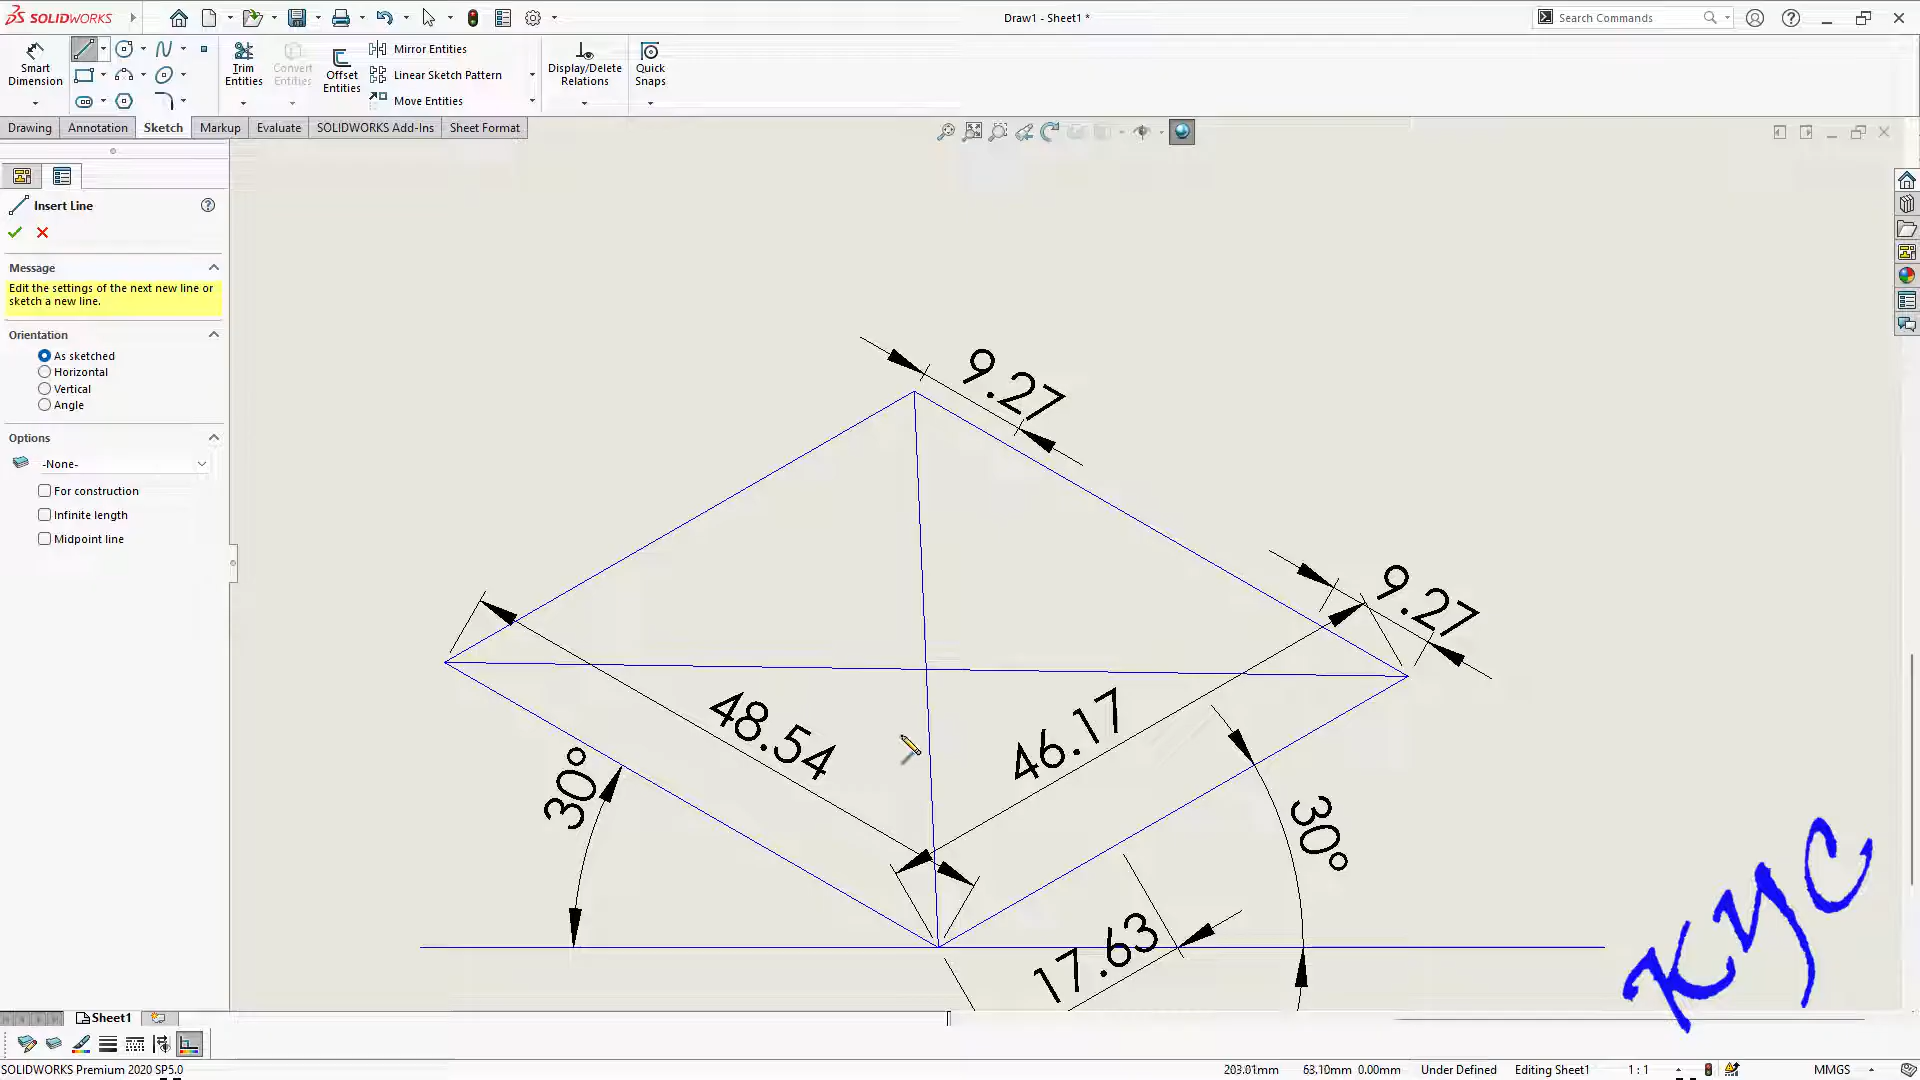 SOLIDWORKS
Draw1 - Sheet1 *
Search Commands
Smart Dimension
Trim Entities
Convert Entities
Offset Entities
Mirror Entities
Linear Sketch Pattern
Move Entities
Display/Delete Relations
Quick Snaps
Drawing
Annotation
Sketch
Markup
Evaluate
SOLIDWORKS Add-Ins
Sheet Format
Insert Line
Message
Edit the settings of the next new line or
sketch a new line.
Orientation
As sketched
Horizontal
Vertical
Angle
Options
-None-
For construction
Infinite length
Midpoint line
9.27
9.27
48.54
46.17
30°
30°
17.63
KYC
Sheet1
SOLIDWORKS Premium 2020 SP5.0
203.01mm
63.10mm 0.00mm
Under Defined
Editing Sheet1
1 : 1
MMGS